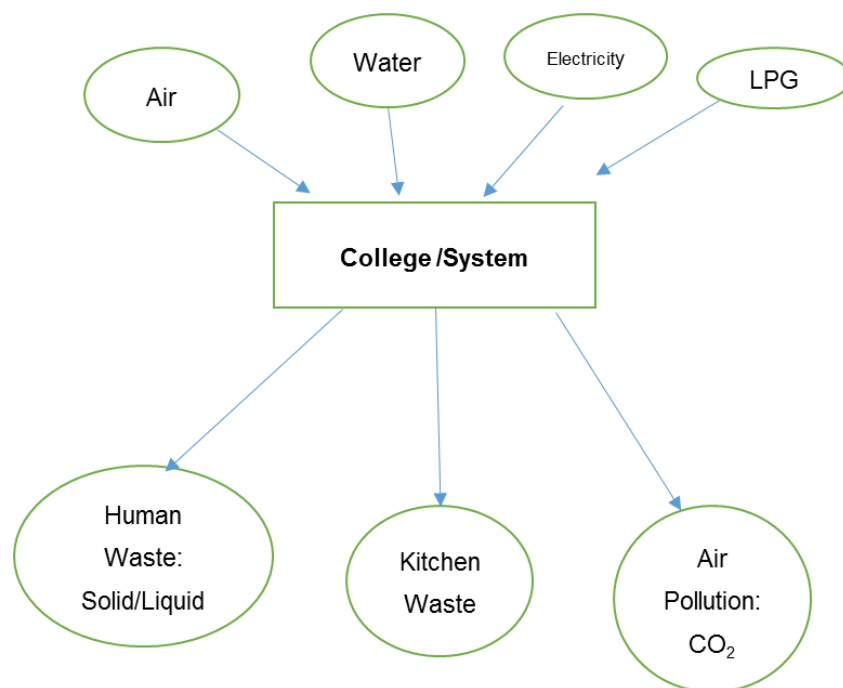 Air
Water
Electricity
LPG
College/System
Human
Waste:
Solid/Liquid
Kitchen
Waste
Air
Pollution:
CO₂